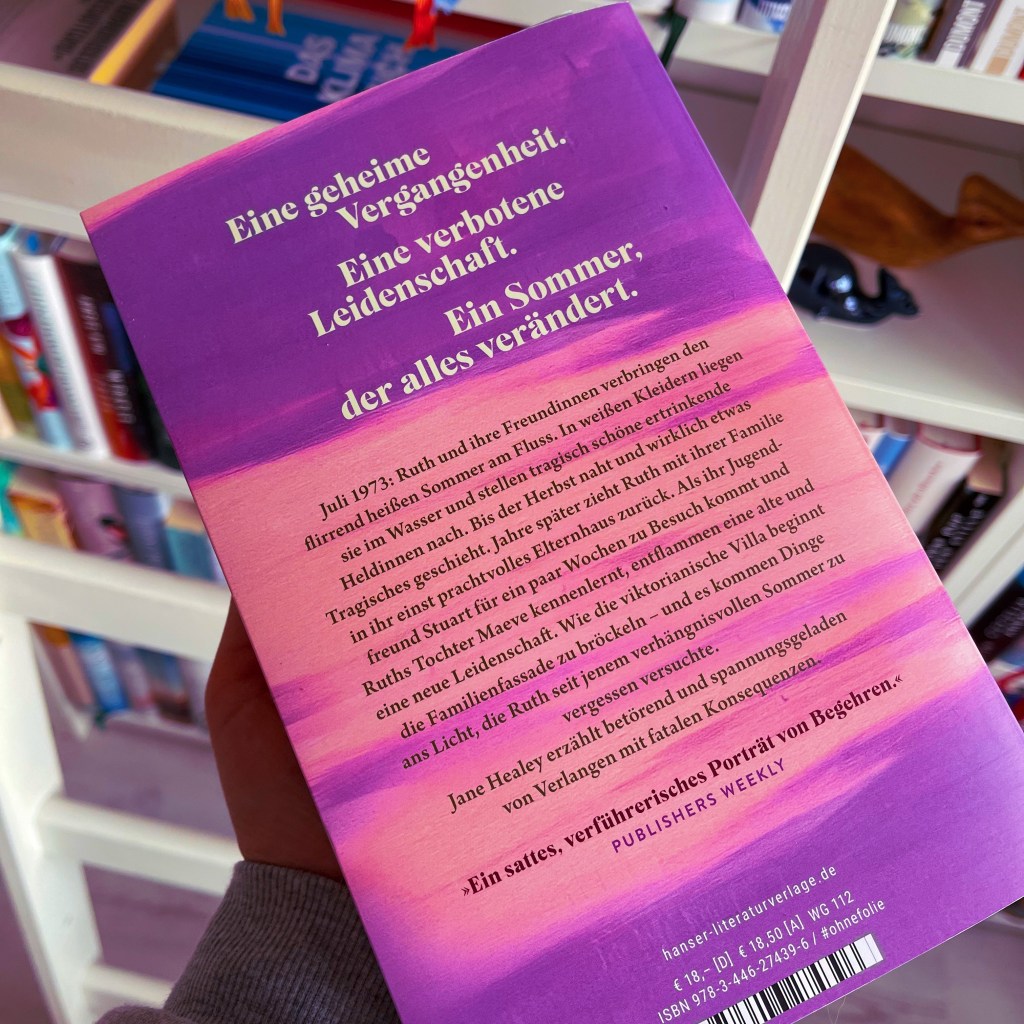 DAS
KLIMA
Eine geheime
Vergangenheit.
Eine verbotene
Leidenschaft.
Ein Sommer,
der alles verändert.
Juli 1973: Ruth und ihre Freundinnen verbringen den
flirrend heißen Sommer am Fluss. In weißen Kleidern liegen
sie im Wasser und stellen tragisch schöne ertrinkende
Heldinnen nach. Bis der Herbst naht und wirklich etwas
Tragisches geschieht. Jahre später zieht Ruth mit ihrer Familie
in ihr einst prachtvolles Elternhaus zurück. Als ihr Jugend-
freund Stuart für ein paar Wochen zu Besuch kommt und
Ruths Tochter Maeve kennenlernt, entflammen eine alte und
eine neue Leidenschaft. Wie die viktorianische Villa beginnt
die Familienfassade zu bröckeln – und es kommen Dinge
ans Licht, die Ruth seit jenem verhängnisvollen Sommer zu
vergessen versuchte.
Jane Healey erzählt betörend und spannungsgeladen
von Verlangen mit fatalen Konsequenzen.
»Ein sattes, verführerisches Porträt von Begehren.«
PUBLISHERS WEEKLY
hanser-literaturverlage.de
€ 18,– [D] € 18,50 [A] WG 112
ISBN 978-3-446-27439-6 / #ohnefolie